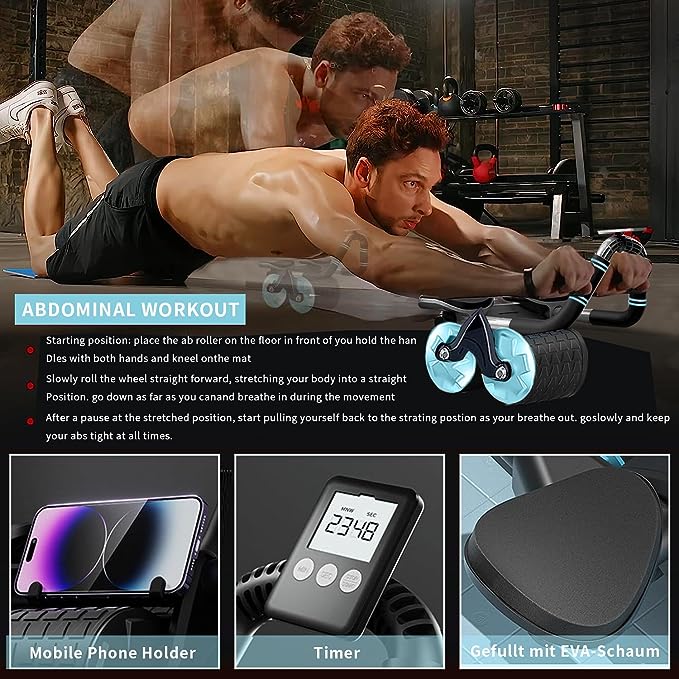 ABDOMINAL WORKOUT
Starting position: place the ab roller on the floor in front of you hold the han
Dles with both hands and kneel onthe mat
Slowly roll the wheel straight forward, stretching your body into a straight
Position. go down as far as you canand breathe in during the movement
After a pause at the stretched position, start pulling yourself back to the strating postion as your breathe out. goslowly and keep
your abs tight at all times.
MNW SEC
23 48
Mobile Phone Holder
Timer
Gefullt mit EVA-Schaum